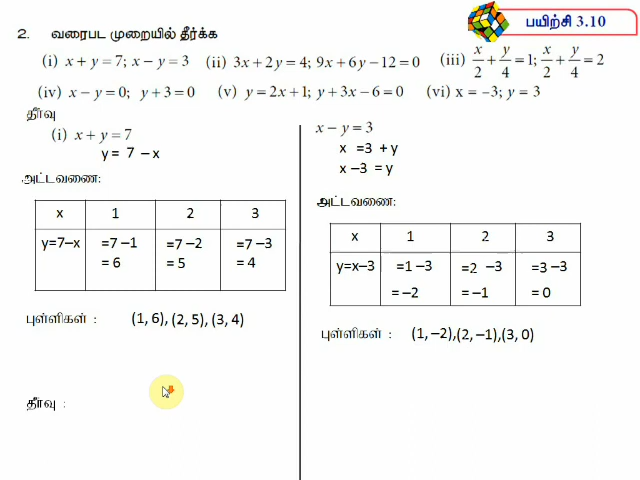 பயிற்சி 3.10
2. வரைபட முறையில் தீர்க்க
(i) x + y = 7; x − y = 3 (ii) 3x + 2y = 4; 9x + 6y − 12 = 0 (iii) x/2 + y/4 = 1; x/2 + y/4 = 2
(iv) x − y = 0; y + 3 = 0 (v) y = 2x + 1; y + 3x − 6 = 0 (vi) x = −3; y = 3
தீர்வு
(i) x + y = 7
y = 7 − x
அட்டவணை:
x 1 2 3
y=7−x =7 −1 =7 −2 =7 −3
= 6 = 5 = 4
புள்ளிகள் : (1, 6), (2, 5), (3, 4)
தீர்வு :
x − y = 3
x =3 + y
x −3 = y
அட்டவணை:
x 1 2 3
y=x−3 =1 −3 =2 −3 =3 −3
= −2 = −1 = 0
புள்ளிகள் : (1, −2),(2, −1),(3, 0)